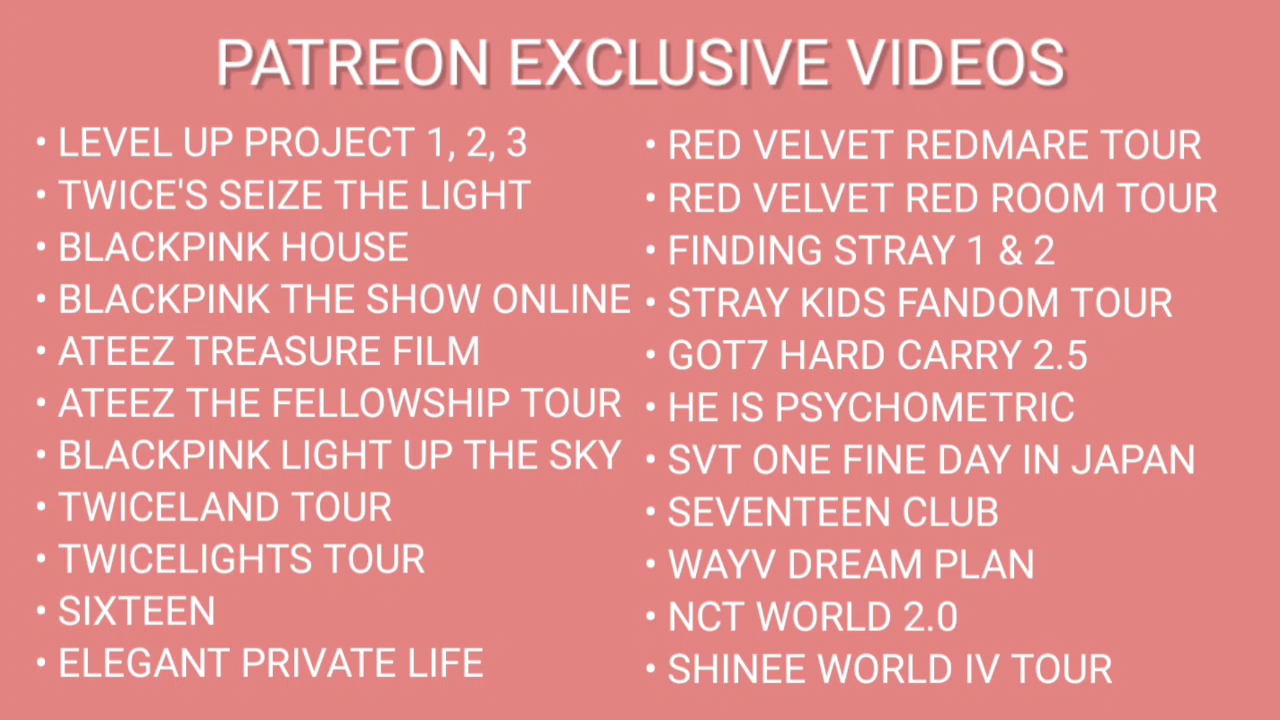 PATREON EXCLUSIVE VIDEOS
• LEVEL UP PROJECT 1, 2, 3
• TWICE'S SEIZE THE LIGHT
• BLACKPINK HOUSE
• BLACKPINK THE SHOW ONLINE
• ATEEZ TREASURE FILM
• ATEEZ THE FELLOWSHIP TOUR
• BLACKPINK LIGHT UP THE SKY
• TWICELAND TOUR
• TWICELIGHTS TOUR
• SIXTEEN
• ELEGANT PRIVATE LIFE
• RED VELVET REDMARE TOUR
• RED VELVET RED ROOM TOUR
• FINDING STRAY 1 & 2
• STRAY KIDS FANDOM TOUR
• GOT7 HARD CARRY 2.5
• HE IS PSYCHOMETRIC
• SVT ONE FINE DAY IN JAPAN
• SEVENTEEN CLUB
• WAYV DREAM PLAN
• NCT WORLD 2.0
• SHINEE WORLD IV TOUR